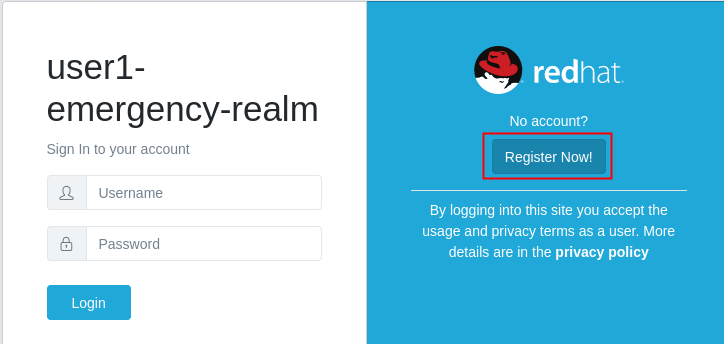 user1-
emergency-realm
Sign In to your account
Username
Password
Login
redhat.
No account?
Register Now!
By logging into this site you accept the
usage and privacy terms as a user. More
details are in the privacy policy